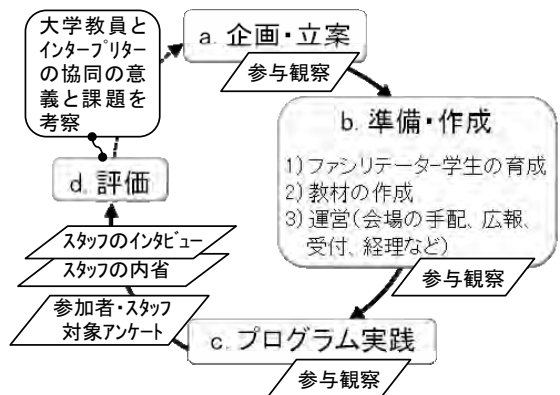 大学教員と
インタープリター
の協同の意
義と課題を
考察
a. 企画・立案
参与観察
b. 準備・作成
1)ファシリテーター学生の育成
2)教材の作成
3)運営(会場の手配、広報、
受付、経理など)
参与観察
d. 評価
スタッフのインタビュー
スタッフの内省
参加者・スタッフ
対象アンケート
c. プログラム実践
参与観察